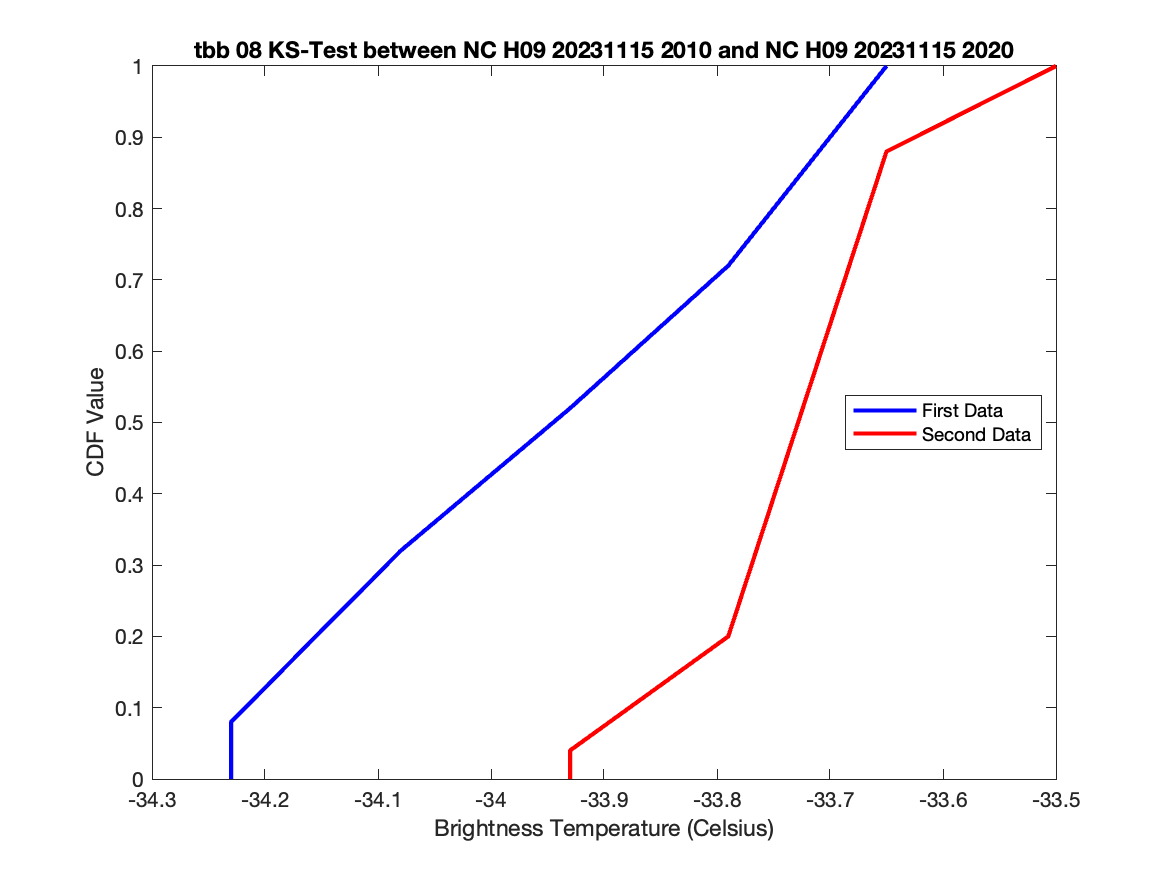 tbb 08 KS-Test between NC H09 20231115 2010 and NC H09 20231115 2020
1
0.9
0.8
0.7
0.6
0.5
0.4
0.3
0.2
0.1
0
CDF Value
First Data
Second Data
-34.3 -34.2 -34.1 -34 -33.9 -33.8 -33.7 -33.6 -33.5
Brightness Temperature (Celsius)